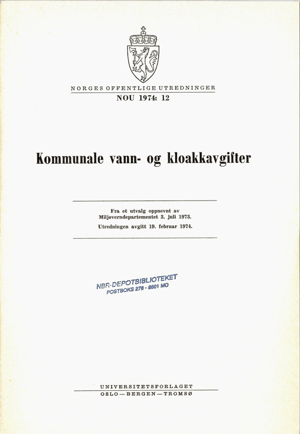 NORGES OFFENTLIGE UTREDNINGER
NOU 1974: 12
Kommunale vann- og kloakkavgifter
Fra et utvalg oppnevnt av
Miljøverndepartementet 3. juli 1973.
Utredningen avgitt 19. februar 1974.
NBR-DEPOTBIBLIOTEKET
POSTBOKS 278 - 8601 MO
UNIVERSITETSFORLAGET
OSLO — BERGEN — TROMSØ